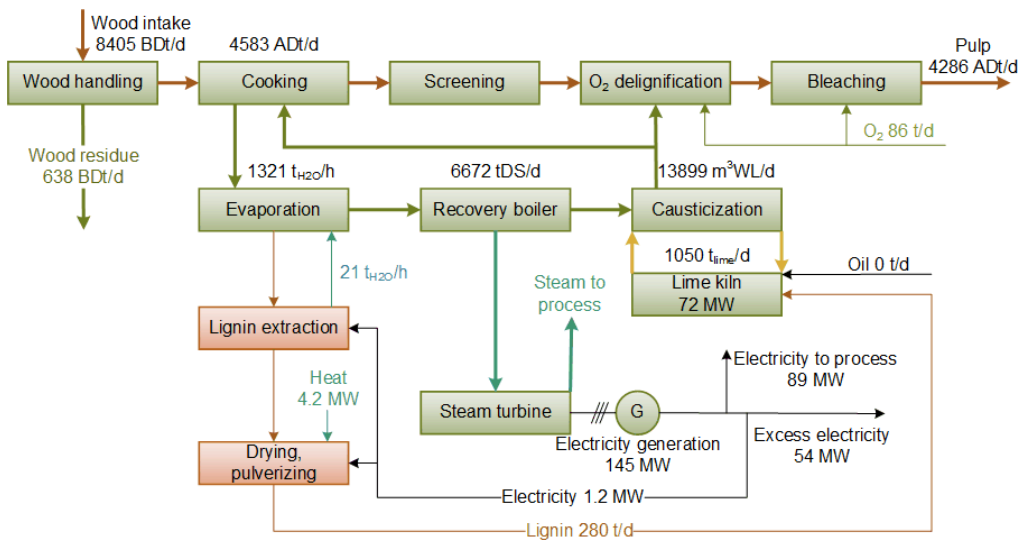 Wood intake
8405 BDt/d
4583 ADt/d
Pulp
4286 ADt/d
Wood handling
Cooking
Screening
O₂ delignification
Bleaching
O₂ 86 t/d
Wood residue
638 BDt/d
1321 tH2O/h
6672 tDS/d
13899 m³WL/d
Evaporation
Recovery boiler
Causticization
21 tH2O/h
1050 tlime/d
Oil 0 t/d
Steam to
process
Lime kiln
72 MW
Lignin extraction
Electricity to process
89 MW
Heat
4.2 MW
Steam turbine
G
Electricity generation
145 MW
Excess electricity
54 MW
Drying,
pulverizing
Electricity 1.2 MW
Lignin 280 t/d